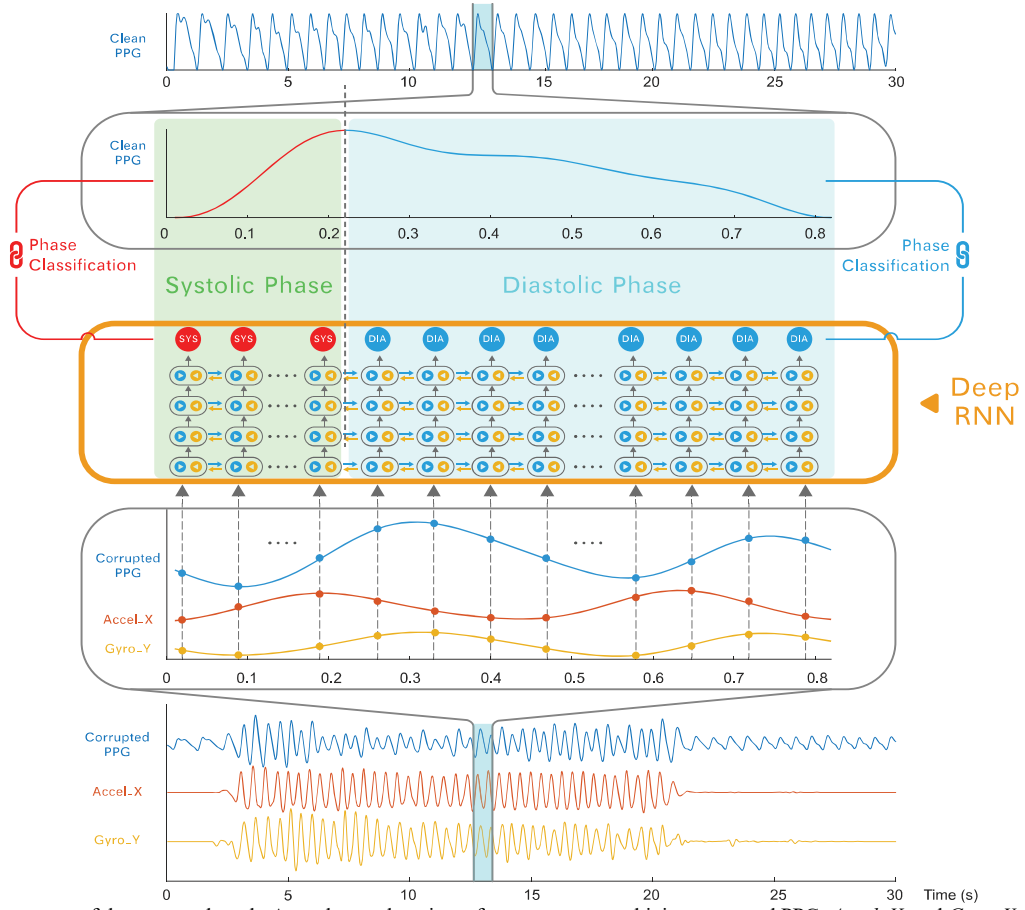 Clean
PPG
0 5 10 15 20 25 30
Clean
PPG
0 0.1 0.2 0.3 0.4 0.5 0.6 0.7 0.8
Phase
Classification
Phase
Classification
Systolic Phase
Diastolic Phase
SYS SYS SYS DIA DIA DIA DIA DIA DIA DIA DIA
Deep
RNN
Corrupted
PPG
Accel_X
Gyro_Y
0 0.1 0.2 0.3 0.4 0.5 0.6 0.7 0.8
Corrupted
PPG
Accel_X
Gyro_Y
0 5 10 15 20 25 30 Time (s)